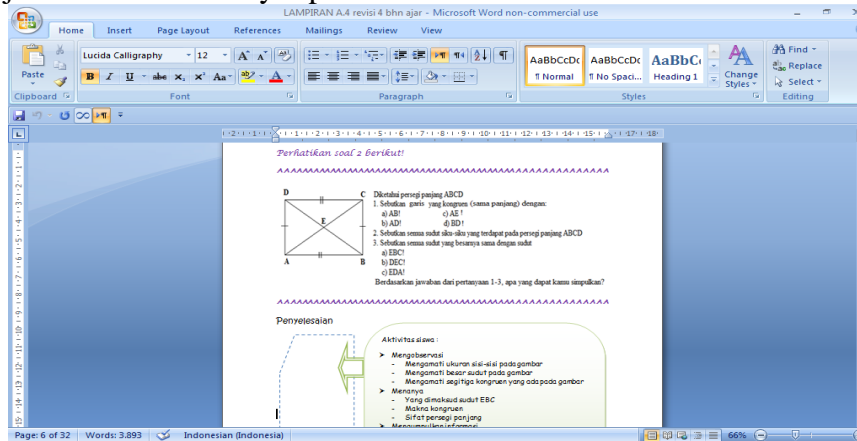 LAMPIRAN A.4 revisi 4 bhn ajar - Microsoft Word non-commercial use
Home Insert Page Layout References Mailings Review View
Lucida Calligraphy 12
Paste
B I U abe x₂ x² Aa
AaBbCcDc AaBbCcDc AaBbC
¶ Normal ¶ No Spaci... Heading 1
Change Styles
Find
Replace
Select
Clipboard Font Paragraph Styles Editing
Perhatikan soal 2 berikut!
D C
E
A B
Diketahui persegi panjang ABCD
1. Sebutkan garis yang kongruen (sama panjang) dengan:
a) AB! c) AE !
b) AD! d) BD !
2. Sebutkan semua sudut siku-siku yang terdapat pada persegi panjang ABCD
3. Sebutkan semua sudut yang besarnya sama dengan sudut
a) EBC!
b) DEC!
c) EDA!
Berdasarkan jawaban dari pertanyaan 1-3, apa yang dapat kamu simpulkan?
Penyelesaian
Aktivitas siswa :
➤ Mengobservasi
- Mengamati ukuran sisi-sisi pada gambar
- Mengamati besar sudut pada gambar
- Mengamati segitiga kongruen yang ada pada gambar
➤ Menanya
- Yang dimaksud sudut EBC
- Makna kongruen
- Sifat persegi panjang
➤ Mengumpulkan informasi
Page: 6 of 32 Words: 3.893 Indonesian (Indonesia) 66%